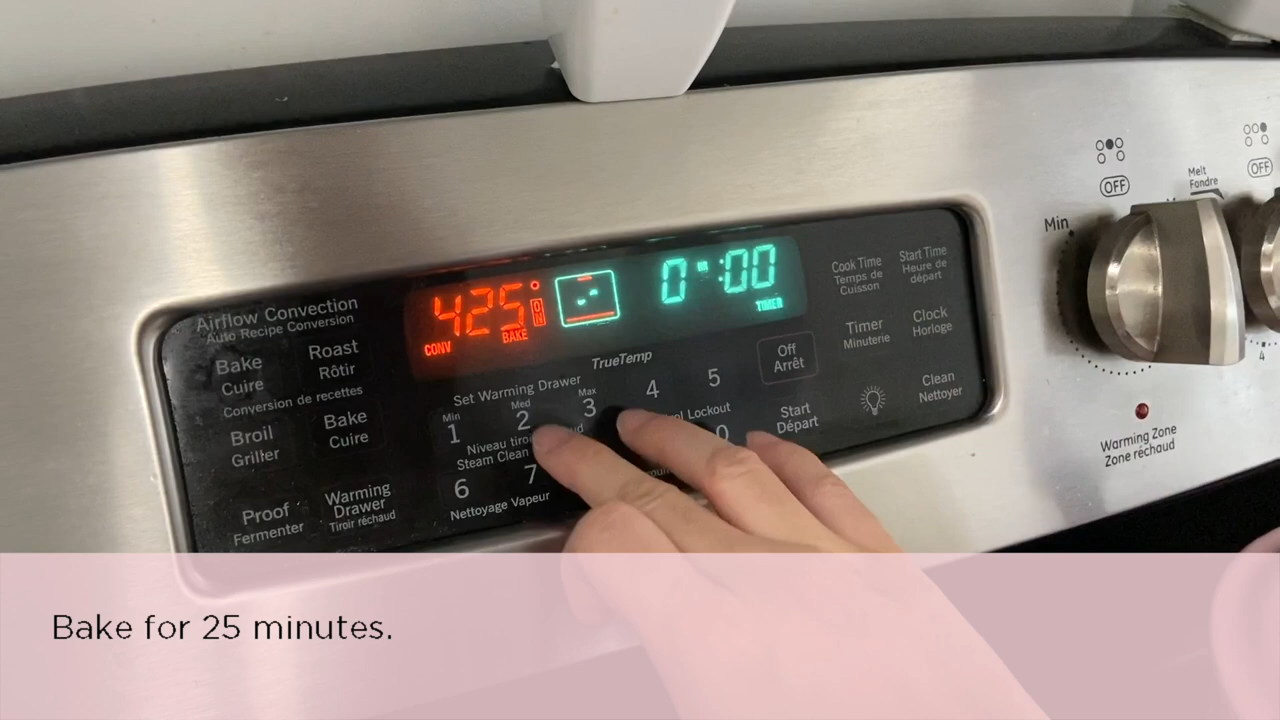 Airflow Convection
Auto Recipe Conversion
Bake
Cuire
Roast
Rôtir
Conversion de recettes
Broil
Griller
Bake
Cuire
Proof
Fermenter
Warming
Drawer
Tiroir réchaud
425°
ON
CONV
BAKE
0 HR :00
TIMER
TrueTemp
Set Warming Drawer
Min
1
Med
2
Max
3
4
5
Niveau
Steam Clean
Lockout
6
7
0
Nettoyage Vapeur
Off
Arrêt
Start
Départ
Cook Time
Temps de
Cuisson
Start Time
Heure de
départ
Timer
Minuterie
Clock
Horloge
Clean
Nettoyer
OFF
Min
Melt
Fondre
OFF
4
Warming Zone
Zone réchaud
Bake for 25 minutes.